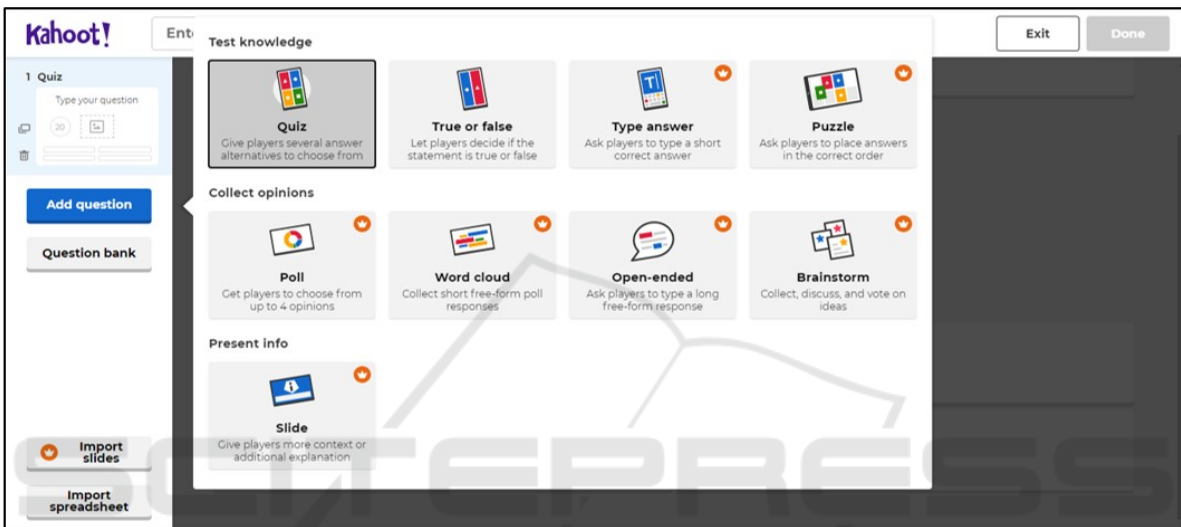 Kahoot!
Ent
Exit
Done
1 Quiz
Type your question
20
Add question
Question bank
Import
slides
Import
spreadsheet
Test knowledge
Quiz
Give players several answer
alternatives to choose from
True or false
Let players decide if the
statement is true or false
Type answer
Ask players to type a short
correct answer
Puzzle
Ask players to place answers
in the correct order
Collect opinions
Poll
Get players to choose from
up to 4 opinions
Word cloud
Collect short free-form poll
responses
Open-ended
Ask players to type a long
free-form response
Brainstorm
Collect, discuss, and vote on
ideas
Present info
Slide
Give players more context or
additional explanation
SCITEPRESS